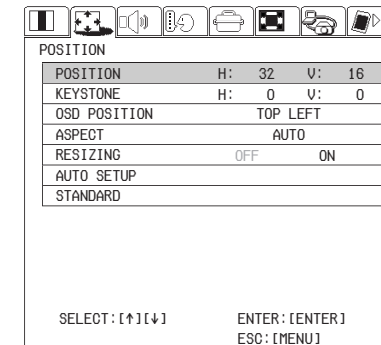 POSITION
POSITION H: 32 V: 16
KEYSTONE H: 0 V: 0
OSD POSITION TOP LEFT
ASPECT AUTO
RESIZING OFF ON
AUTO SETUP
STANDARD
SELECT:[↑][↓] ENTER:[ENTER]
ESC:[MENU]